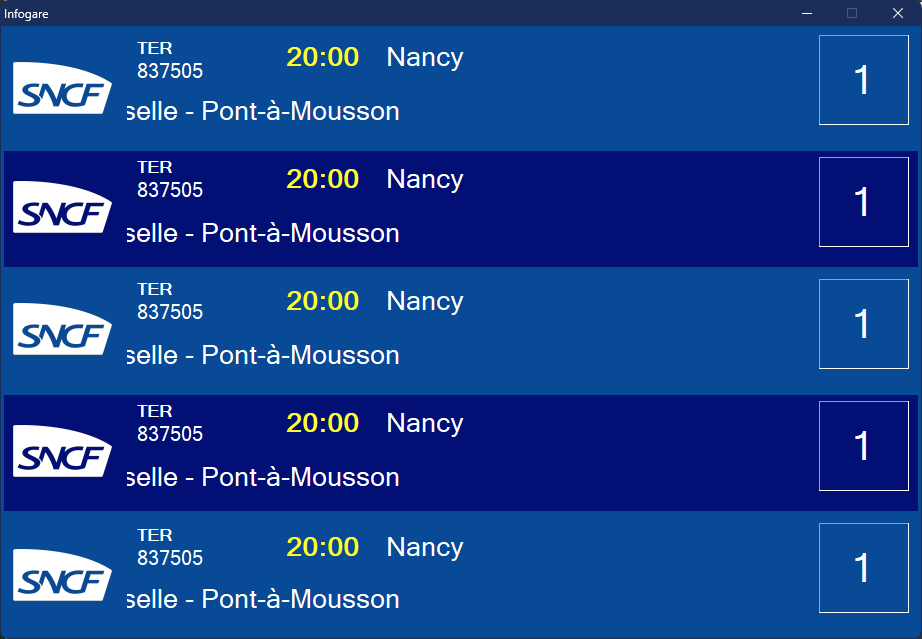 Infogare
TER 20:00 Nancy 1
837505
SNCF
selle - Pont-à-Mousson
TER 20:00 Nancy 1
837505
SNCF
selle - Pont-à-Mousson
TER 20:00 Nancy 1
837505
SNCF
selle - Pont-à-Mousson
TER 20:00 Nancy 1
837505
SNCF
selle - Pont-à-Mousson
TER 20:00 Nancy 1
837505
SNCF
selle - Pont-à-Mousson